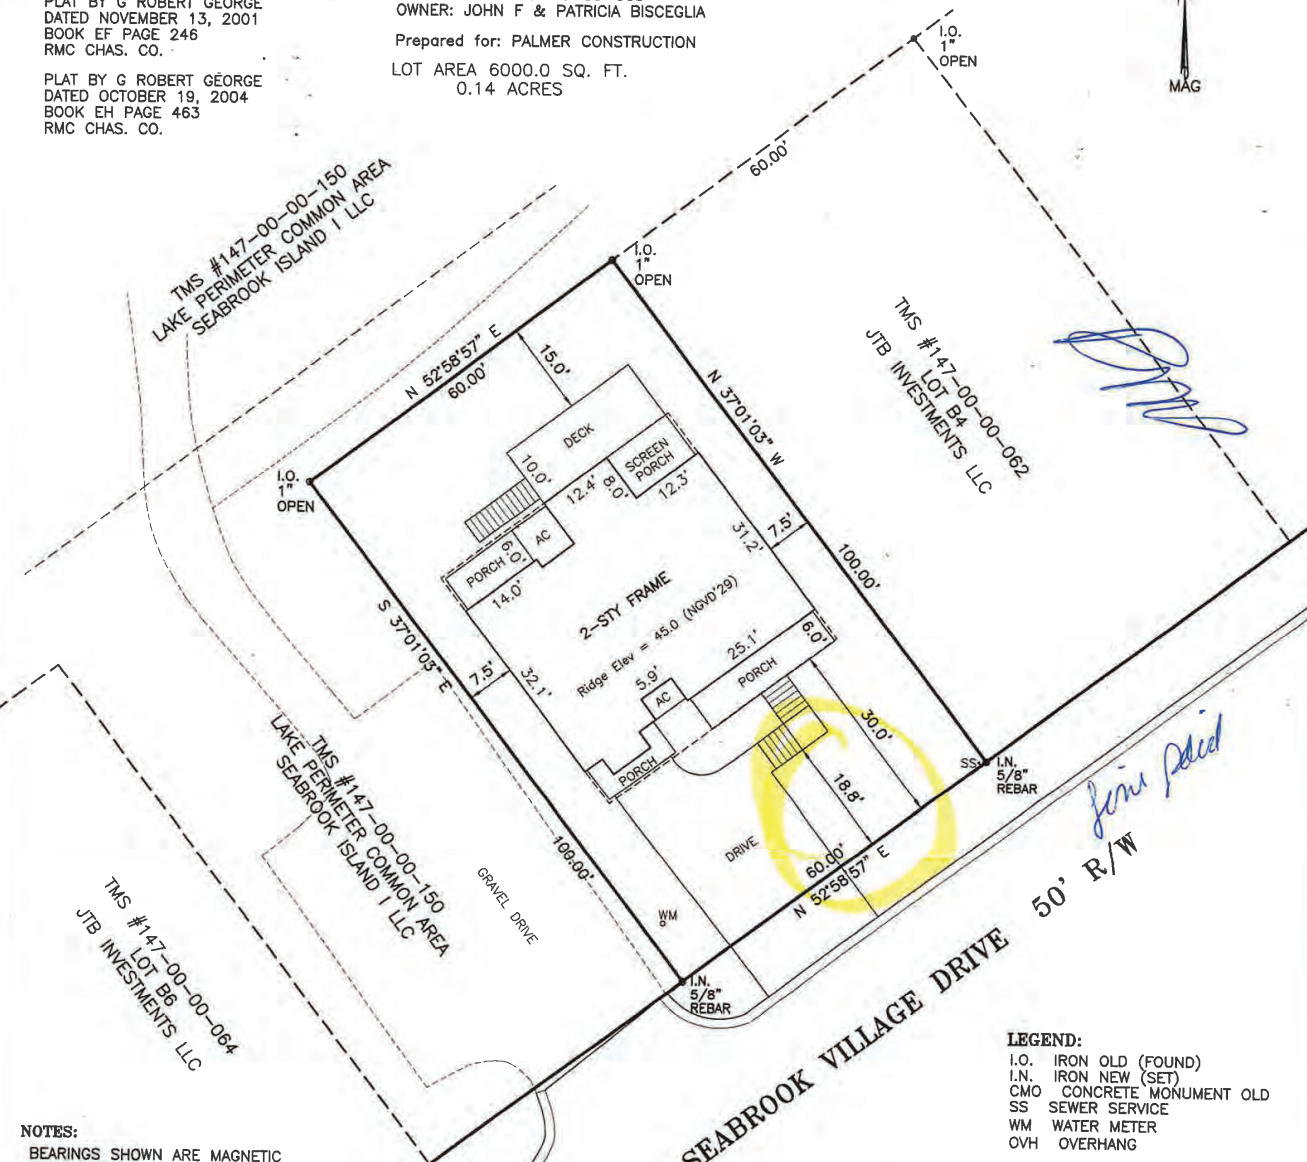 PLAT BY G ROBERT GEORGE
DATED NOVEMBER 13, 2001
BOOK EF PAGE 246
RMC CHAS. CO.
PLAT BY G ROBERT GEORGE
DATED OCTOBER 19, 2004
BOOK EH PAGE 463
RMC CHAS. CO.
OWNER: JOHN F & PATRICIA BISCEGLIA
Prepared for: PALMER CONSTRUCTION
LOT AREA 6000.0 SQ. FT.
0.14 ACRES
I.O.
1"
OPEN
MAG
60.00'
TMS #147-00-00-150
LAKE PERIMETER COMMON AREA
SEABROOK ISLAND I LLC
I.O.
1"
OPEN
N 52°58'57" E
60.00'
15.0'
TMS #147-00-00-062
LOT B4
JTB INVESTMENTS LLC
N 37°01'03" W
100.00'
I.O.
1"
OPEN
DECK
10.0'
12.4'
8.0'
SCREEN
PORCH
12.3'
AC
PORCH
6.0'
14.0'
31.2'
7.5'
2-STY FRAME
Ridge Elev = 45.0 (NGVD'29)
S 37°01'03" E
100.00'
7.5'
32.1'
5.9'
25.1'
6.0'
AC
PORCH
PORCH
30.0'
18.8'
DRIVE
60.00'
N 52°58'57" E
SS
I.N.
5/8"
REBAR
paid
TMS #147-00-00-150
LAKE PERIMETER COMMON AREA
SEABROOK ISLAND I LLC
GRAVEL DRIVE
WM
I.N.
5/8"
REBAR
TMS #147-00-00-064
LOT B6
JTB INVESTMENTS LLC
SEABROOK VILLAGE DRIVE 50' R/W
LEGEND:
I.O. IRON OLD (FOUND)
I.N. IRON NEW (SET)
CMO CONCRETE MONUMENT OLD
SS SEWER SERVICE
WM WATER METER
OVH OVERHANG
NOTES:
BEARINGS SHOWN ARE MAGNETIC